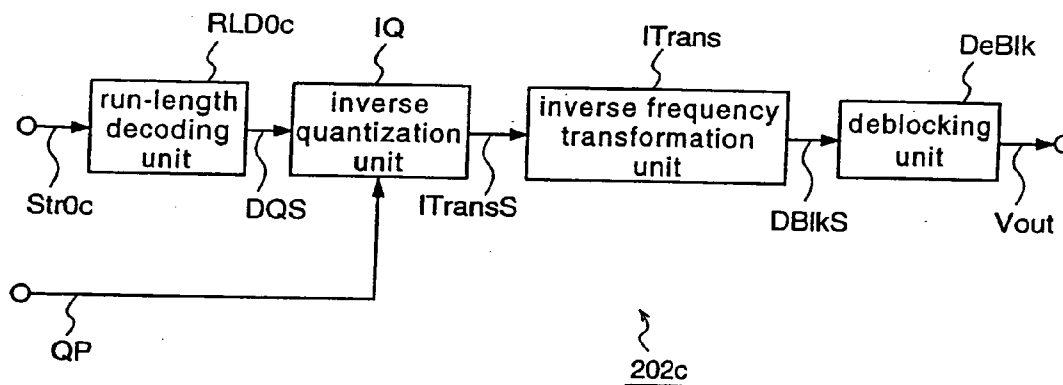 RLD0c
IQ
ITrans
DeBlk
run-length
decoding
unit
inverse
quantization
unit
inverse frequency
transformation
unit
deblocking
unit
Str0c
DQS
ITransS
DBlkS
Vout
QP
202c